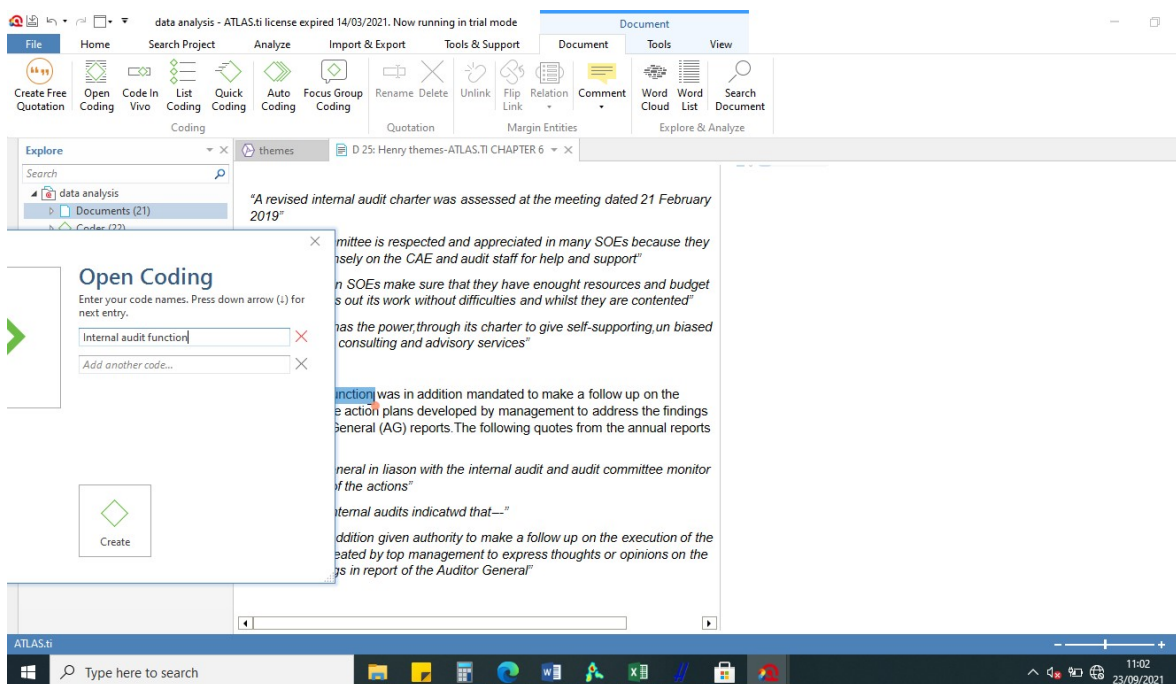 data analysis - ATLAS.ti license expired 14/03/2021. Now running in trial mode
Document
File Home Search Project Analyze Import & Export Tools & Support Document Tools View
Create Free Quotation
Open Coding
Code In Vivo
List Coding
Quick Coding
Auto Coding
Focus Group Coding
Rename Delete
Unlink
Flip Link
Relation
Comment
Word Cloud
Word List
Search Document
Coding Quotation Margin Entities Explore & Analyze
Explore
themes
D 25: Henry themes-ATLAS.TI CHAPTER 6
Search
data analysis
Documents (21)
Codes (22)
Open Coding
Enter your code names. Press down arrow (↓) for
next entry.
Internal audit function
Add another code...
Create
“A revised internal audit charter was assessed at the meeting dated 21 February
2019”
mittee is respected and appreciated in many SOEs because they
nsely on the CAE and audit staff for help and support”
n SOEs make sure that they have enought resources and budget
s out its work without difficulties and whilst they are contented”
has the power,through its charter to give self-supporting,un biased
consulting and advisory services”
unction was in addition mandated to make a follow up on the
e action plans developed by management to address the findings
General (AG) reports.The following quotes from the annual reports
neral in liason with the internal audit and audit committee monitor
of the actions”
nternal audits indicatwd that—-”
ddition given authority to make a follow up on the execution of the
eated by top management to express thoughts or opinions on the
gs in report of the Auditor General”
ATLAS.ti
Type here to search
11:02
23/09/2021